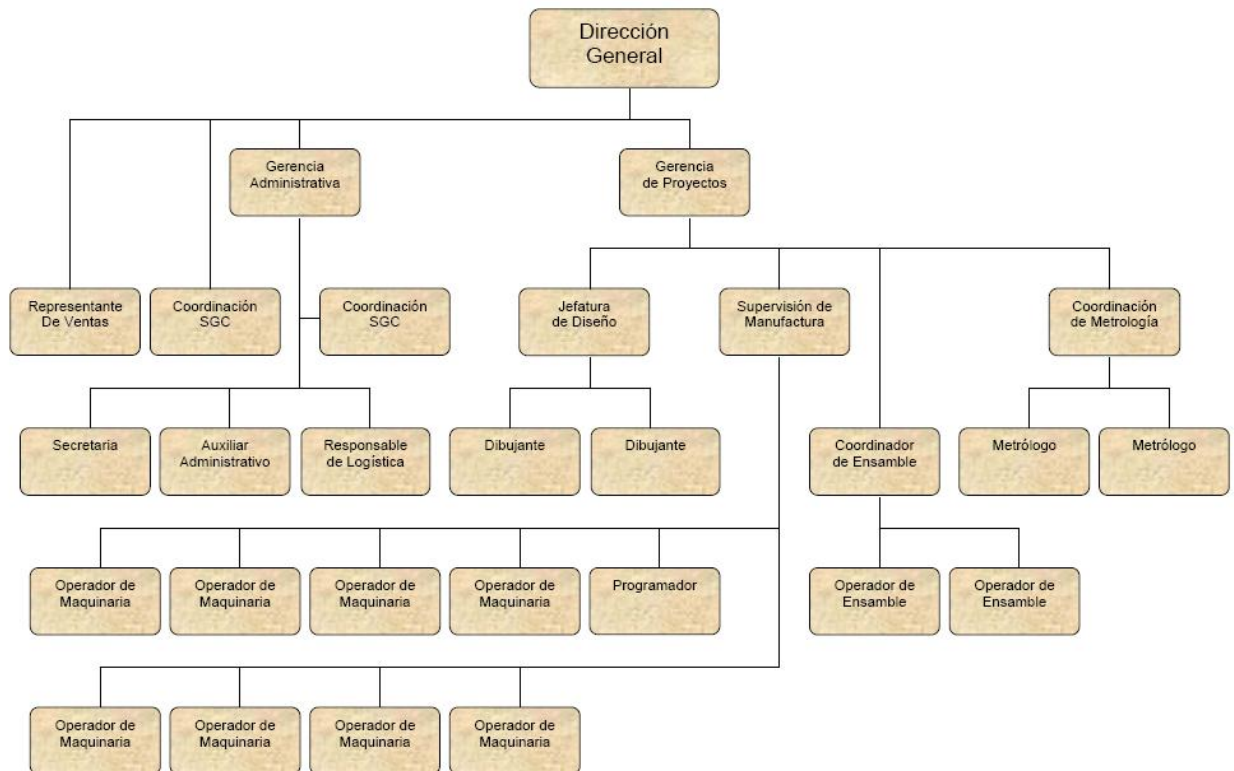 Dirección
General
Gerencia
Administrativa
Gerencia
de Proyectos
Representante
De Ventas
Coordinación
SGC
Coordinación
SGC
Jefatura
de Diseño
Supervisión de
Manufactura
Coordinación
de Metrología
Secretaria
Auxiliar
Administrativo
Responsable
de Logística
Dibujante
Dibujante
Coordinador
de Ensamble
Metrólogo
Metrólogo
Operador de
Maquinaria
Operador de
Maquinaria
Operador de
Maquinaria
Operador de
Maquinaria
Programador
Operador de
Ensamble
Operador de
Ensamble
Operador de
Maquinaria
Operador de
Maquinaria
Operador de
Maquinaria
Operador de
Maquinaria